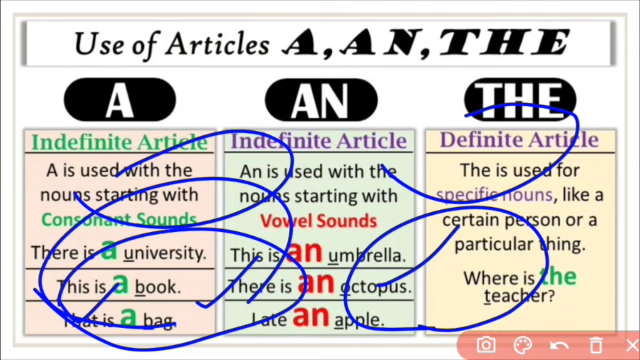 Use of Articles A, AN, THE
A
Indefinite Article
A is used with the
nouns starting with
Consonant Sounds
There is a university.
This is a book.
That is a bag.
AN
Indefinite Article
An is used with the
nouns starting with
Vowel Sounds
This is an umbrella.
There is an octopus.
I ate an apple.
THE
Definite Article
The is used for
specific nouns, like a
certain person or a
particular thing.
Where is the
teacher?